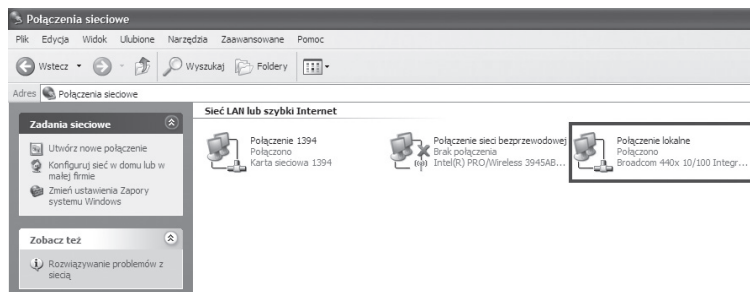 Połączenia sieciowe
Plik Edycja Widok Ulubione Narzędzia Zaawansowane Pomoc
Wstecz Wyszukaj Foldery
Adres Połączenia sieciowe
Zadania sieciowe
Utwórz nowe połączenie
Konfiguruj sieć w domu lub w
małej firmie
Zmień ustawienia Zapory
systemu Windows
Zobacz też
Rozwiązywanie problemów z
siecią
Sieć LAN lub szybki Internet
Połączenie 1394
Połączono
Karta sieciowa 1394
Połączenie sieci bezprzewodowej
Brak połączenia
Intel(R) PRO/Wireless 3945AB...
Połączenie lokalne
Połączono
Broadcom 440x 10/100 Integr...